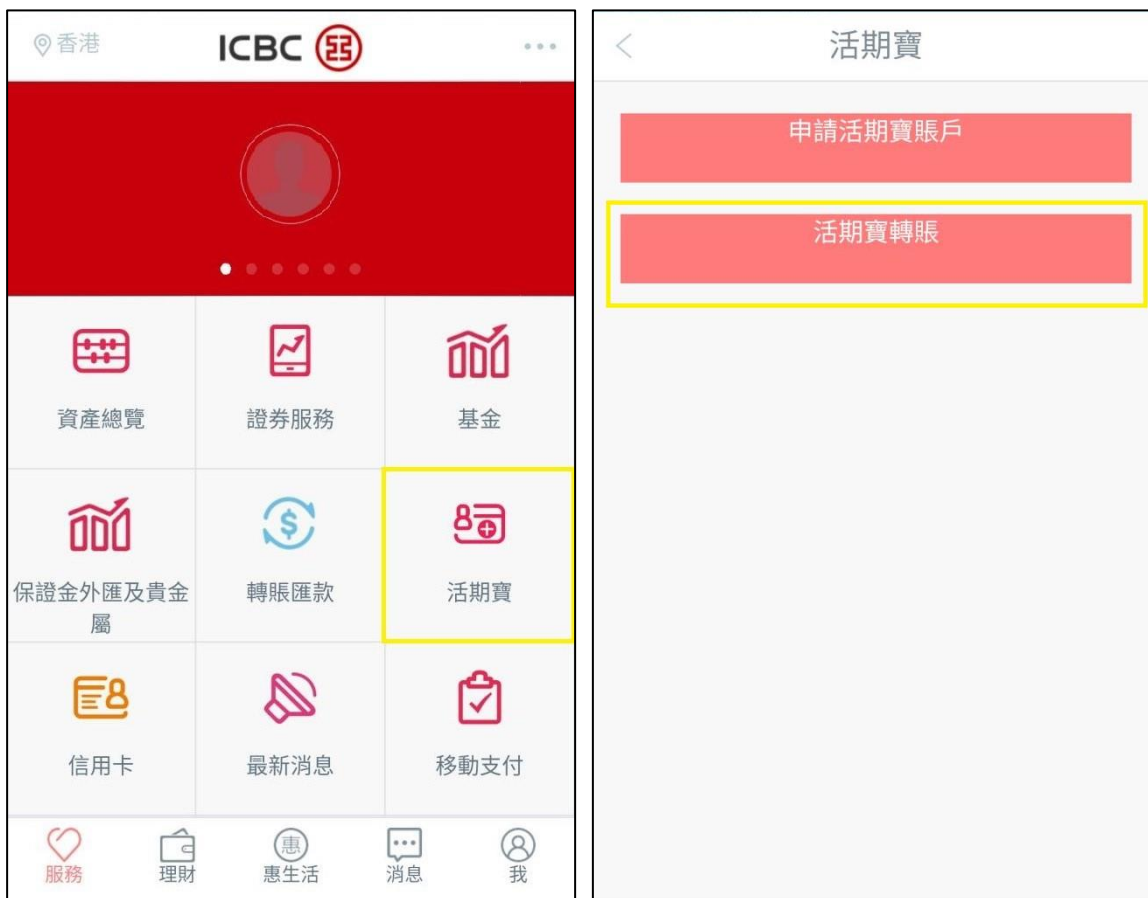 香港
ICBC
資產總覽
證券服務
基金
保證金外匯及貴金
屬
轉賬匯款
活期寶
信用卡
最新消息
移動支付
服務
理財
惠
惠生活
消息
我
活期寶
申請活期寶賬戶
活期寶轉賬